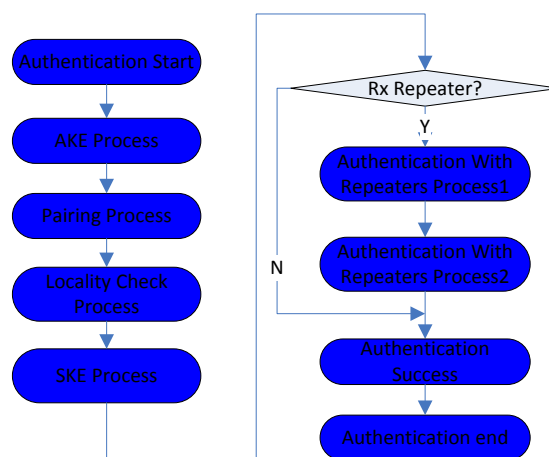 Authentication Start
AKE Process
Pairing Process
Locality Check
Process
SKE Process
Rx Repeater?
Y
Authentication With
Repeaters Process1
Authentication With
Repeaters Process2
N
Authentication
Success
Authentication end